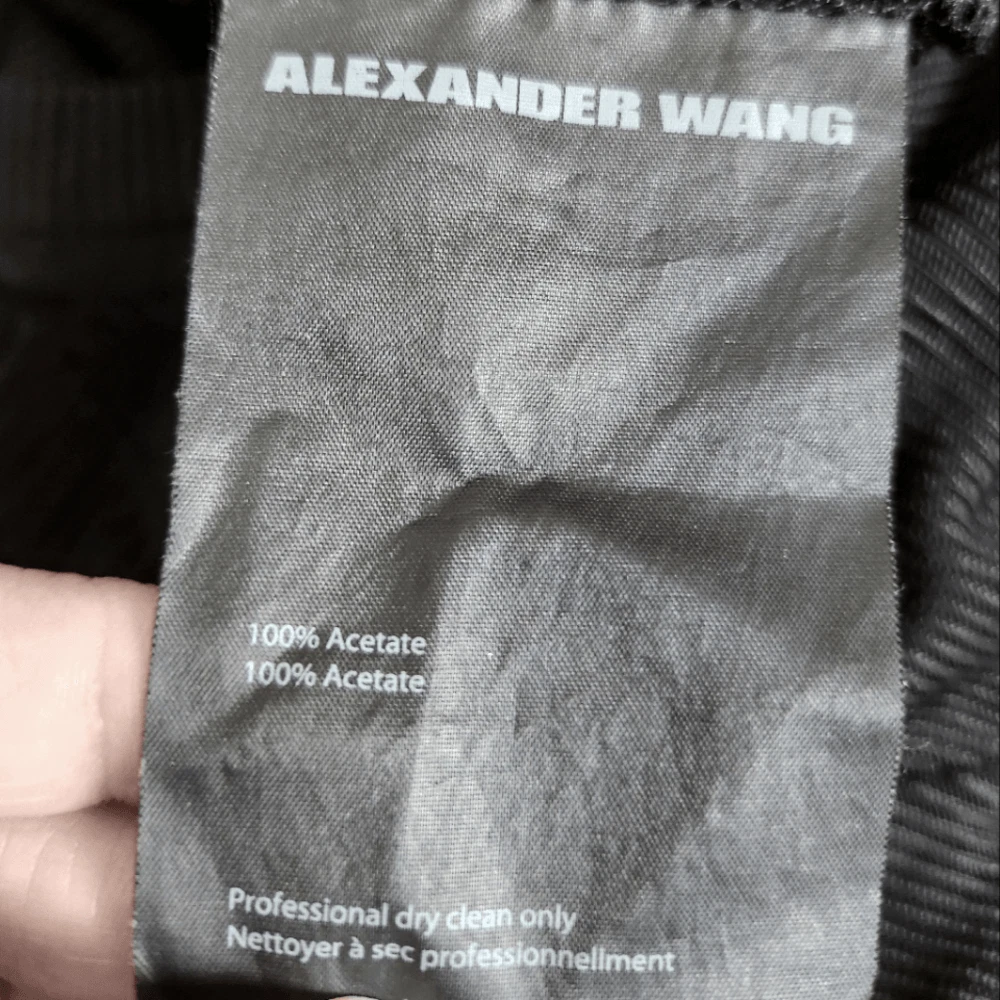 ALEXANDER WANG
100% Acetate
100% Acetate
Professional dry clean only
Nettoyer à sec professionnellment